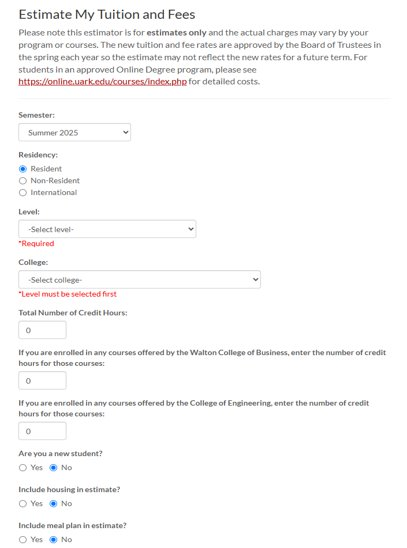 Estimate My Tuition and Fees
Please note this estimator is for estimates only and the actual charges may vary by your
program or courses. The new tuition and fee rates are approved by the Board of Trustees in
the spring each year so the estimate may not reflect the new rates for a future term. For
students in an approved Online Degree program, please see
https://online.uark.edu/courses/index.php for detailed costs.
Semester:
Summer 2025
Residency:
Resident
Non-Resident
International
Level:
-Select level-
*Required
College:
-Select college-
*Level must be selected first
Total Number of Credit Hours:
0
If you are enrolled in any courses offered by the Walton College of Business, enter the number of credit
hours for those courses:
0
If you are enrolled in any courses offered by the College of Engineering, enter the number of credit
hours for those courses:
0
Are you a new student?
Yes No
Include housing in estimate?
Yes No
Include meal plan in estimate?
Yes No